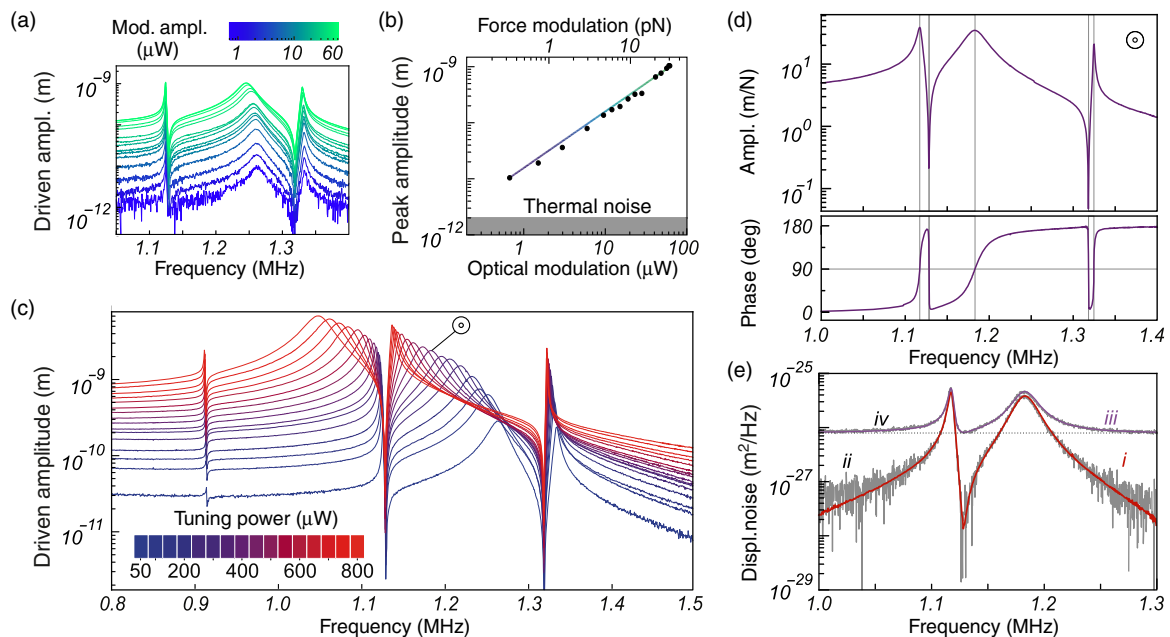 (a)
Mod. ampl.
(μW)
1 10 60
Driven ampl. (m)
10⁻⁹
10⁻¹²
1.1 1.2 1.3
Frequency (MHz)
(b)
Force modulation (pN)
1 10
Peak amplitude (m)
10⁻⁹
10⁻¹²
Thermal noise
1 10 100
Optical modulation (μW)
(c)
Driven amplitude (m)
10⁻⁹
10⁻¹⁰
10⁻¹¹
Tuning power (μW)
50 200 400 600 800
0.8 0.9 1.0 1.1 1.2 1.3 1.4 1.5
Frequency (MHz)
(d)
Ampl. (m/N)
10¹
10⁰
10⁻¹
Phase (deg)
180
90
0
1.0 1.1 1.2 1.3 1.4
Frequency (MHz)
(e)
Displ.noise (m²/Hz)
10⁻²⁵
10⁻²⁷
10⁻²⁹
iv
iii
ii
i
1.0 1.1 1.2 1.3
Frequency (MHz)